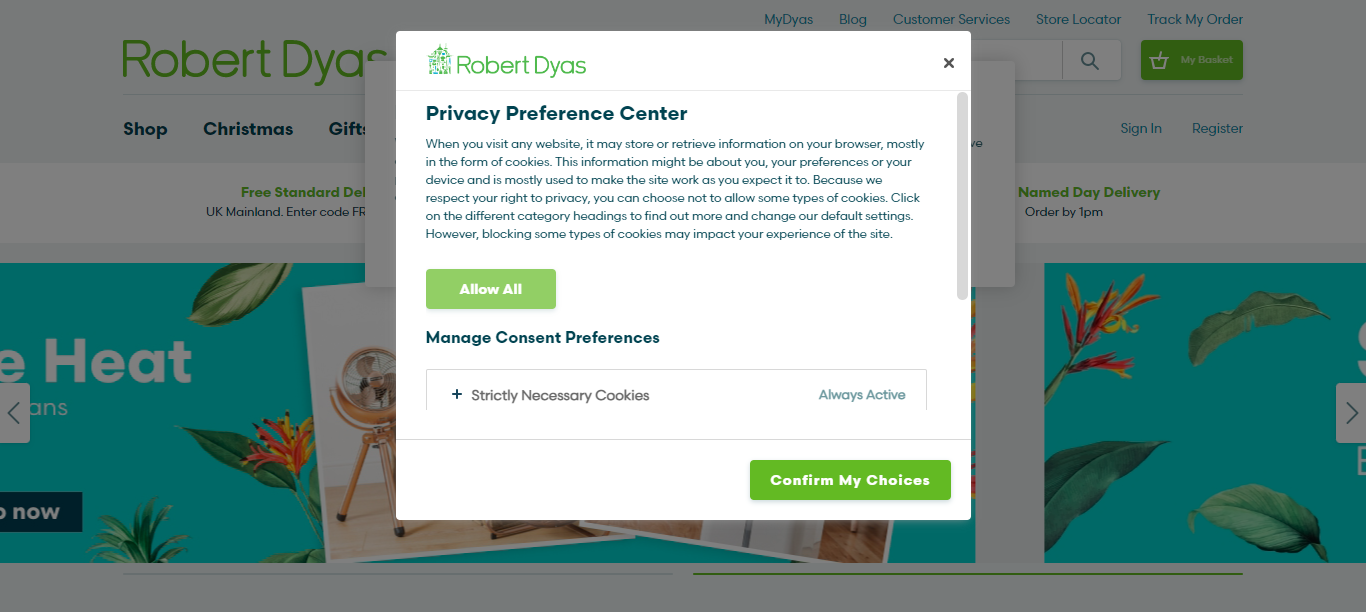 MyDyas Blog Customer Services Store Locator Track My Order
Robert Dyas
My Basket
Shop Christmas Gifts
Sign In Register
Free Standard Del
UK Mainland. Enter code FR
Named Day Delivery
Order by 1pm
Robert Dyas
Privacy Preference Center
When you visit any website, it may store or retrieve information on your browser, mostly
in the form of cookies. This information might be about you, your preferences or your
device and is mostly used to make the site work as you expect it to. Because we
respect your right to privacy, you can choose not to allow some types of cookies. Click
on the different category headings to find out more and change our default settings.
However, blocking some types of cookies may impact your experience of the site.
Allow All
Manage Consent Preferences
+ Strictly Necessary Cookies Always Active
Confirm My Choices
e Heat
ans
p now